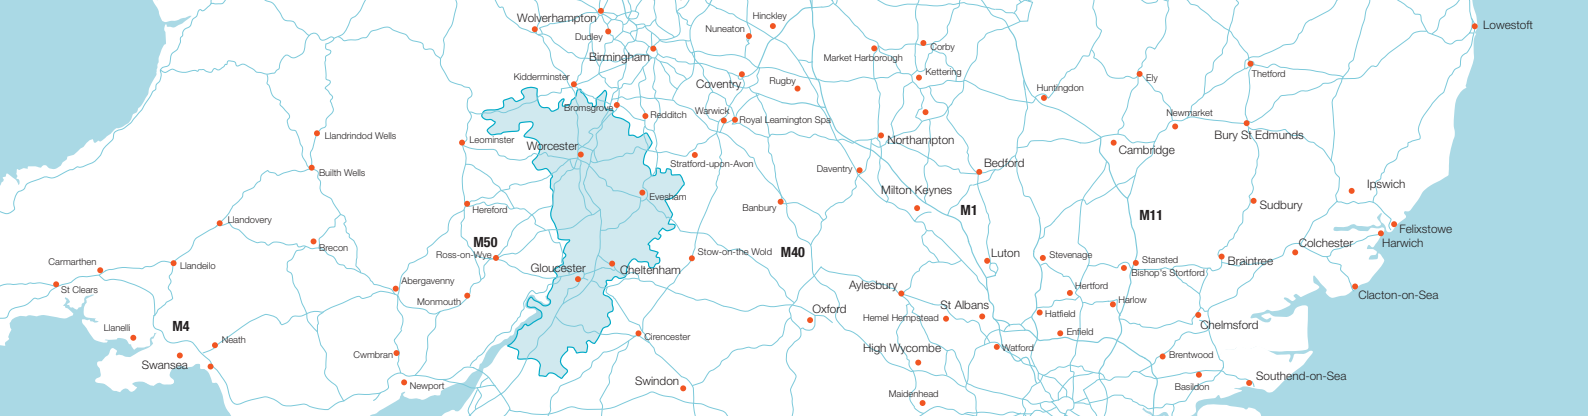 Hinckley
Wolverhampton
Lowestoft
Nuneaton
Dudley
Corby
Birmingham
Market Harborough
Kettering
Thetford
Kidderminster
Coventry
Rugby
Ely
Huntingdon
Bromsgrove
Redditch
Warwick
Royal Leamington Spa
Newmarket
Llandrindod Wells
Leominster
Northampton
Bury St Edmunds
Worcester
Cambridge
Stratford-upon-Avon
Bedford
Builth Wells
Daventry
Milton Keynes
Ipswich
Evesham
Hereford
Banbury
M1
M11
Sudbury
Llandovery
Felixstowe
M50
Brecon
Colchester
Harwich
Ross-on-Wye
Stow-on-the Wold
M40
Luton
Stevenage
Stansted
Braintree
Carmarthen
Llandeilo
Gloucester
Cheltenham
Bishop's Stortford
St Clears
Abergavenny
Aylesbury
Hertford
Clacton-on-Sea
Monmouth
St Albans
Harlow
Oxford
Hemel Hempstead
Hatfield
Chelmsford
Llanelli
M4
Enfield
Neath
Cirencester
High Wycombe
Watford
Cwmbran
Brentwood
Swansea
Southend-on-Sea
Newport
Swindon
Basildon
Maidenhead